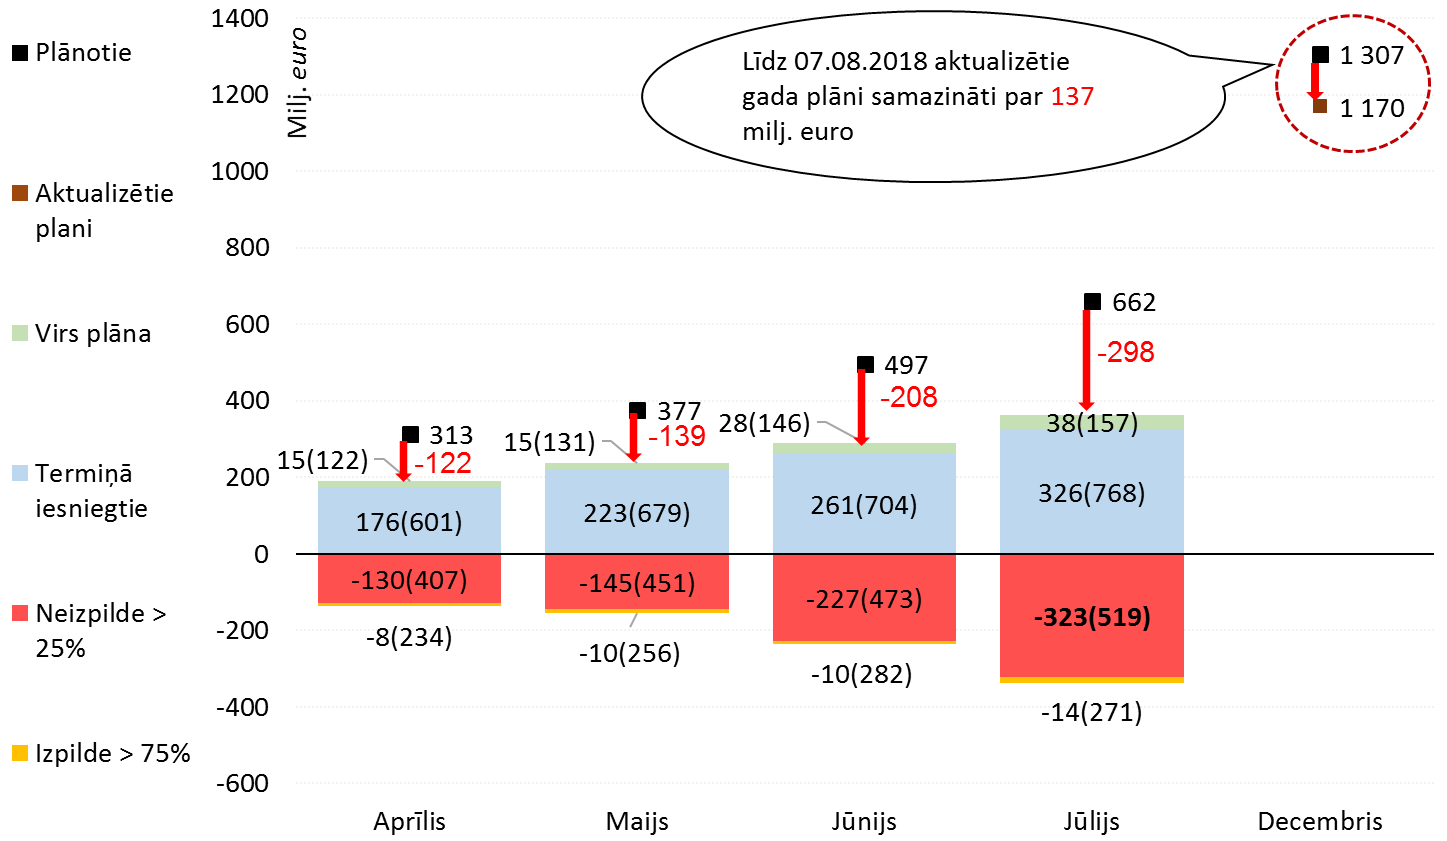 Plānotie
Aktualizētie
plani
Virs plāna
Termiņā
iesniegtie
Neizpilde >
25%
Izpilde > 75%
Milj. euro
1400
1200
1000
800
600
400
200
0
-200
-400
-600
Līdz 07.08.2018 aktualizētie
gada plāni samazināti par 137
milj. euro
1 307
1 170
313
-122
15(122)
176(601)
-130(407)
-8(234)
377
-139
15(131)
223(679)
-145(451)
-10(256)
497
-208
28(146)
261(704)
-227(473)
-10(282)
662
-298
38(157)
326(768)
-323(519)
-14(271)
Aprīlis
Maijs
Jūnijs
Jūlijs
Decembris